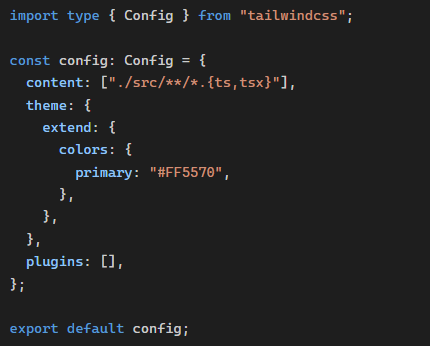 import type { Config } from "tailwindcss";

const config: Config = {
  content: ["./src/**/*.{ts,tsx}"],
  theme: {
    extend: {
      colors: {
        primary: "#FF5570",
      },
    },
  },
  plugins: [],
};

export default config;